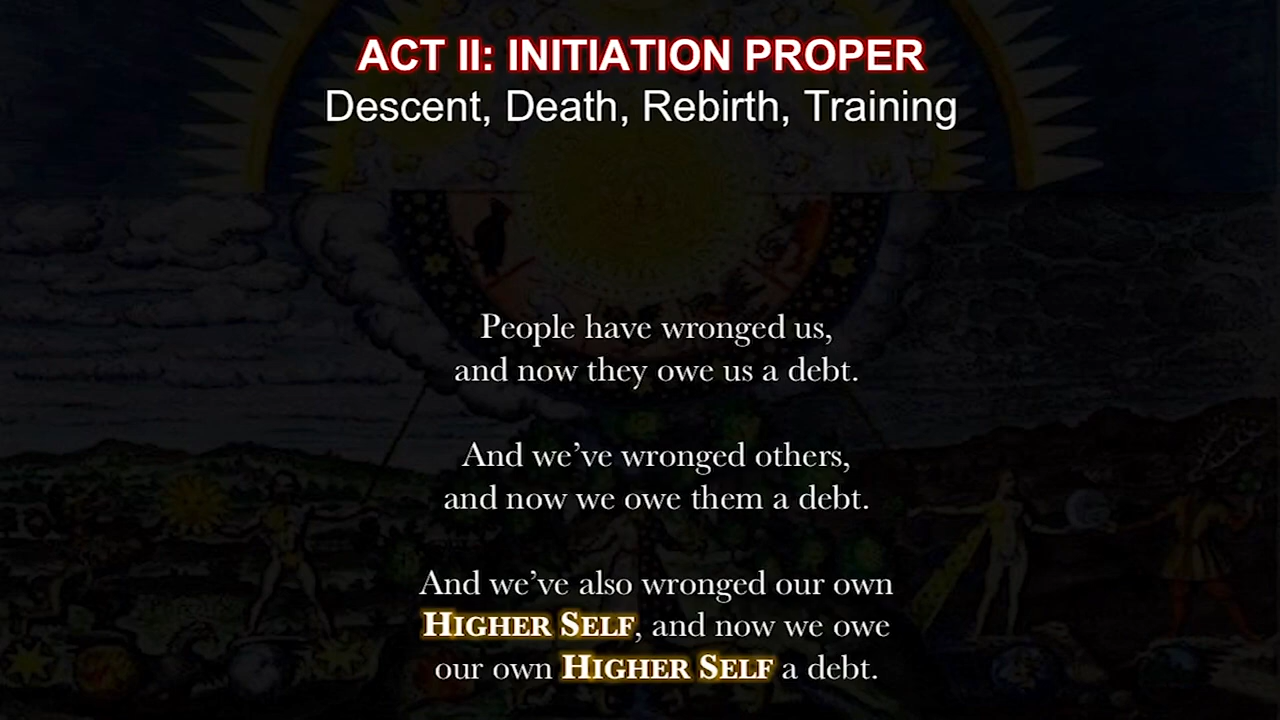 ACT II: INITIATION PROPER
Descent, Death, Rebirth, Training
People have wronged us,
and now they owe us a debt.
And we’ve wronged others,
and now we owe them a debt.
And we’ve also wronged our own
HIGHER SELF, and now we owe
our own HIGHER SELF a debt.